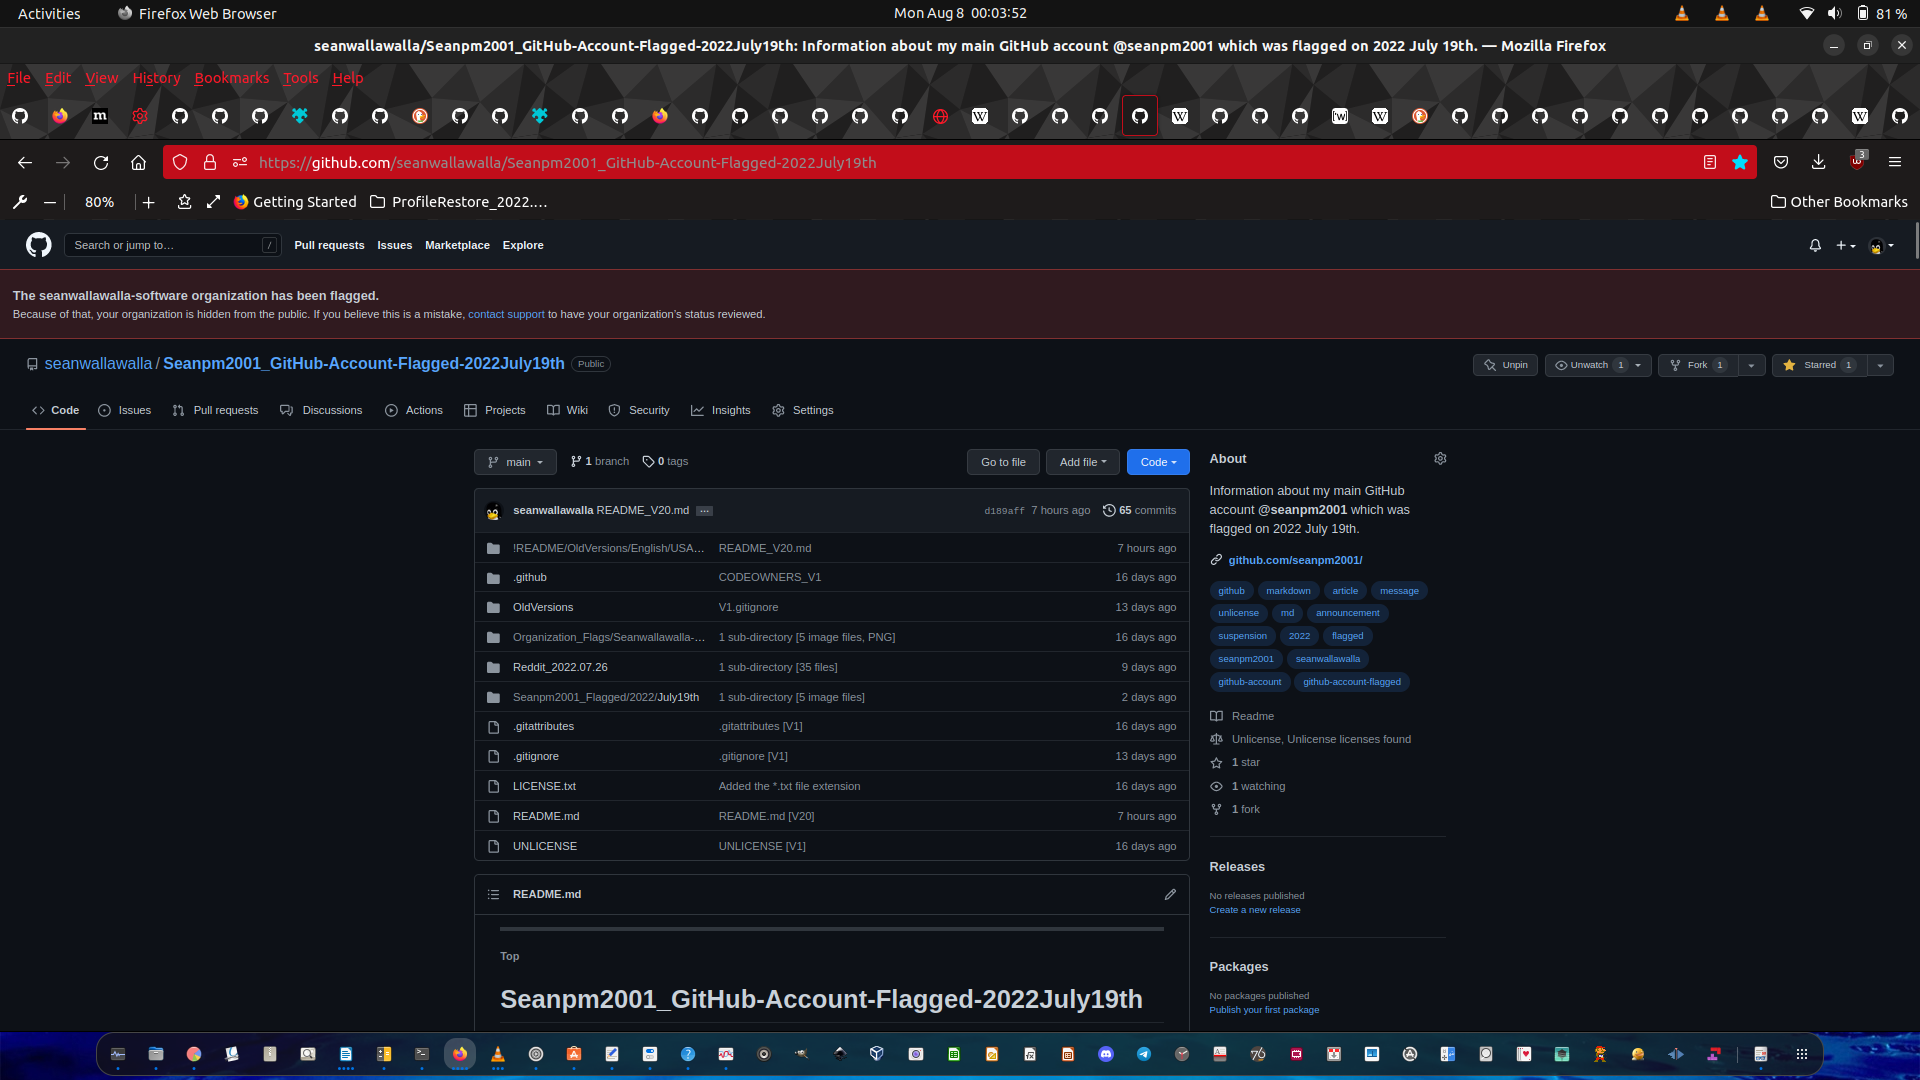 Activities
Firefox Web Browser
Mon Aug 8 00:03:52
81 %
seanwallawalla/Seanpm2001_GitHub-Account-Flagged-2022July19th: Information about my main GitHub account @seanpm2001 which was flagged on 2022 July 19th. — Mozilla Firefox
File Edit View History Bookmarks Tools Help
https://github.com/seanwallawalla/Seanpm2001_GitHub-Account-Flagged-2022July19th
3
80%
Getting Started
ProfileRestore_2022.…
Other Bookmarks
Search or jump to…
/
Pull requests Issues Marketplace Explore
The seanwallawalla-software organization has been flagged.
Because of that, your organization is hidden from the public. If you believe this is a mistake, contact support to have your organization's status reviewed.
seanwallawalla / Seanpm2001_GitHub-Account-Flagged-2022July19th Public
Unpin
Unwatch 1
Fork 1
Starred 1
Code Issues Pull requests Discussions Actions Projects Wiki Security Insights Settings
main
1 branch
0 tags
Go to file
Add file
Code
seanwallawalla README_V20.md
d189aff 7 hours ago
65 commits
!README/OldVersions/English/USA… README_V20.md 7 hours ago
.github CODEOWNERS_V1 16 days ago
OldVersions V1.gitignore 13 days ago
Organization_Flags/Seanwallawalla-… 1 sub-directory [5 image files, PNG] 16 days ago
Reddit_2022.07.26 1 sub-directory [35 files] 9 days ago
Seanpm2001_Flagged/2022/July19th 1 sub-directory [5 image files] 2 days ago
.gitattributes .gitattributes [V1] 16 days ago
.gitignore .gitignore [V1] 13 days ago
LICENSE.txt Added the *.txt file extension 16 days ago
README.md README.md [V20] 7 hours ago
UNLICENSE UNLICENSE [V1] 16 days ago
README.md
Top
Seanpm2001_GitHub-Account-Flagged-2022July19th
About
Information about my main GitHub
account @seanpm2001 which was
flagged on 2022 July 19th.
github.com/seanpm2001/
github markdown article message
unlicense md announcement
suspension 2022 flagged
seanpm2001 seanwallawalla
github-account github-account-flagged
Readme
Unlicense, Unlicense licenses found
1 star
1 watching
1 fork
Releases
No releases published
Create a new release
Packages
No packages published
Publish your first package